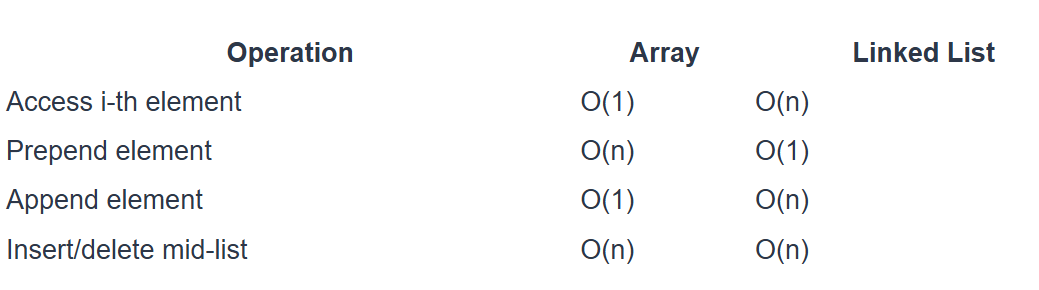 Operation Array Linked List
Access i-th element O(1) O(n)
Prepend element O(n) O(1)
Append element O(1) O(n)
Insert/delete mid-list O(n) O(n)